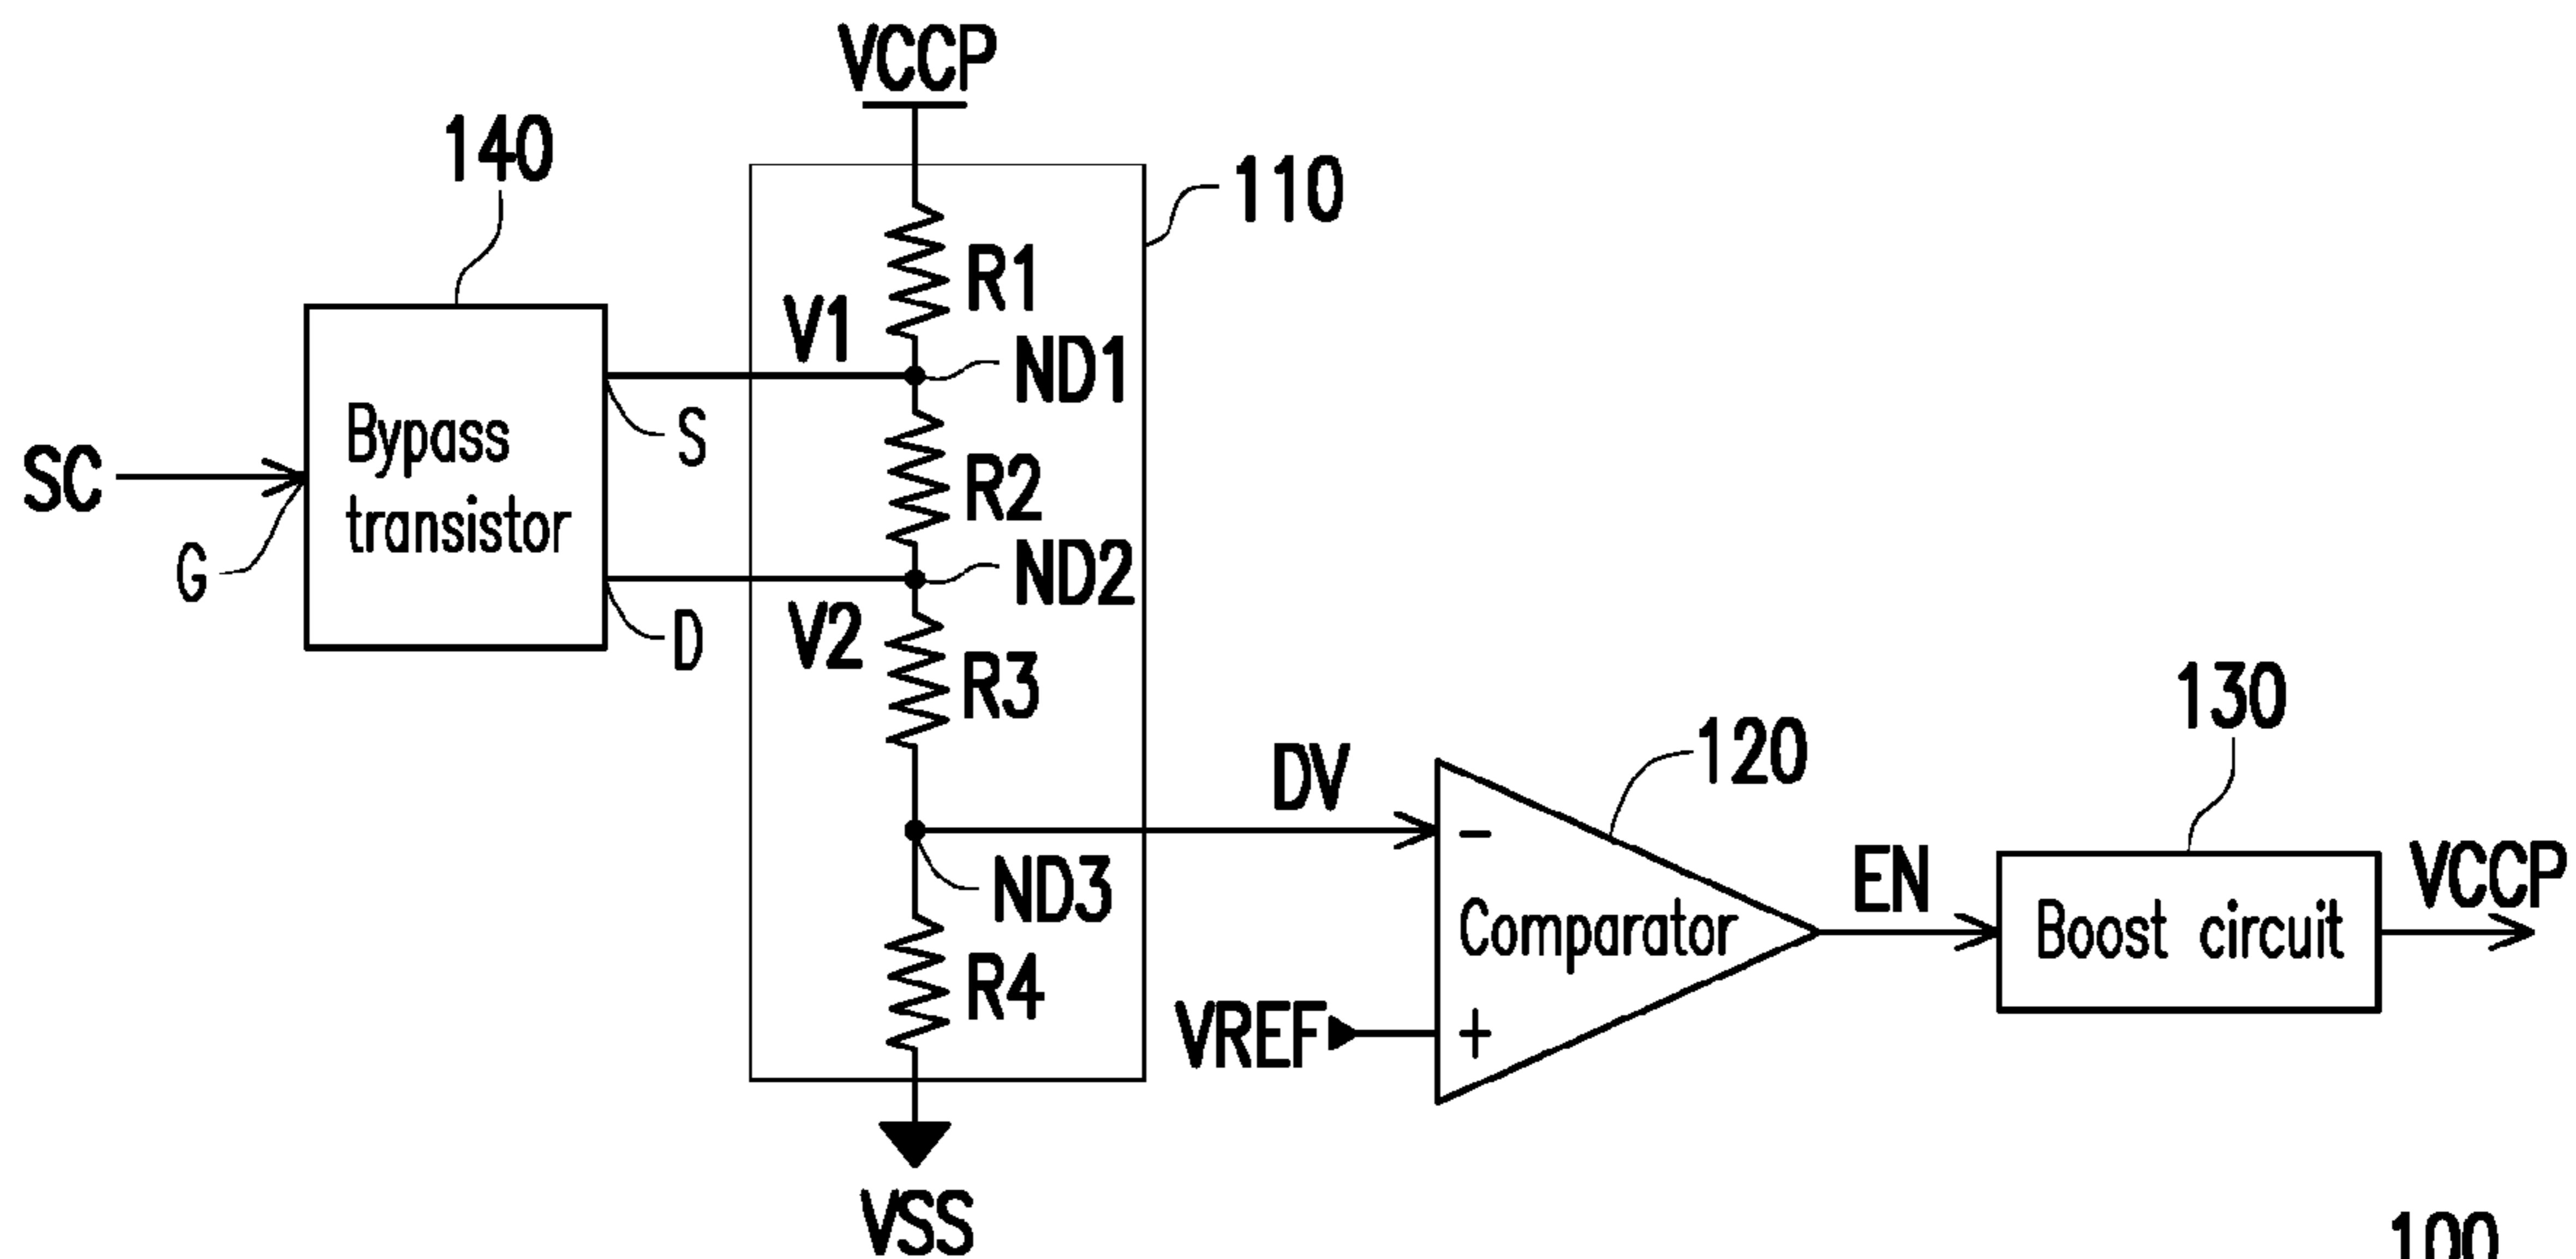 VCCP
140
110
R1
V1
ND1
S
Bypass
transistor
SC
G
R2
ND2
V2
D
R3
130
DV
120
−
ND3
EN
VCCP
Comparator
Boost circuit
R4
VREF
+
VSS
100